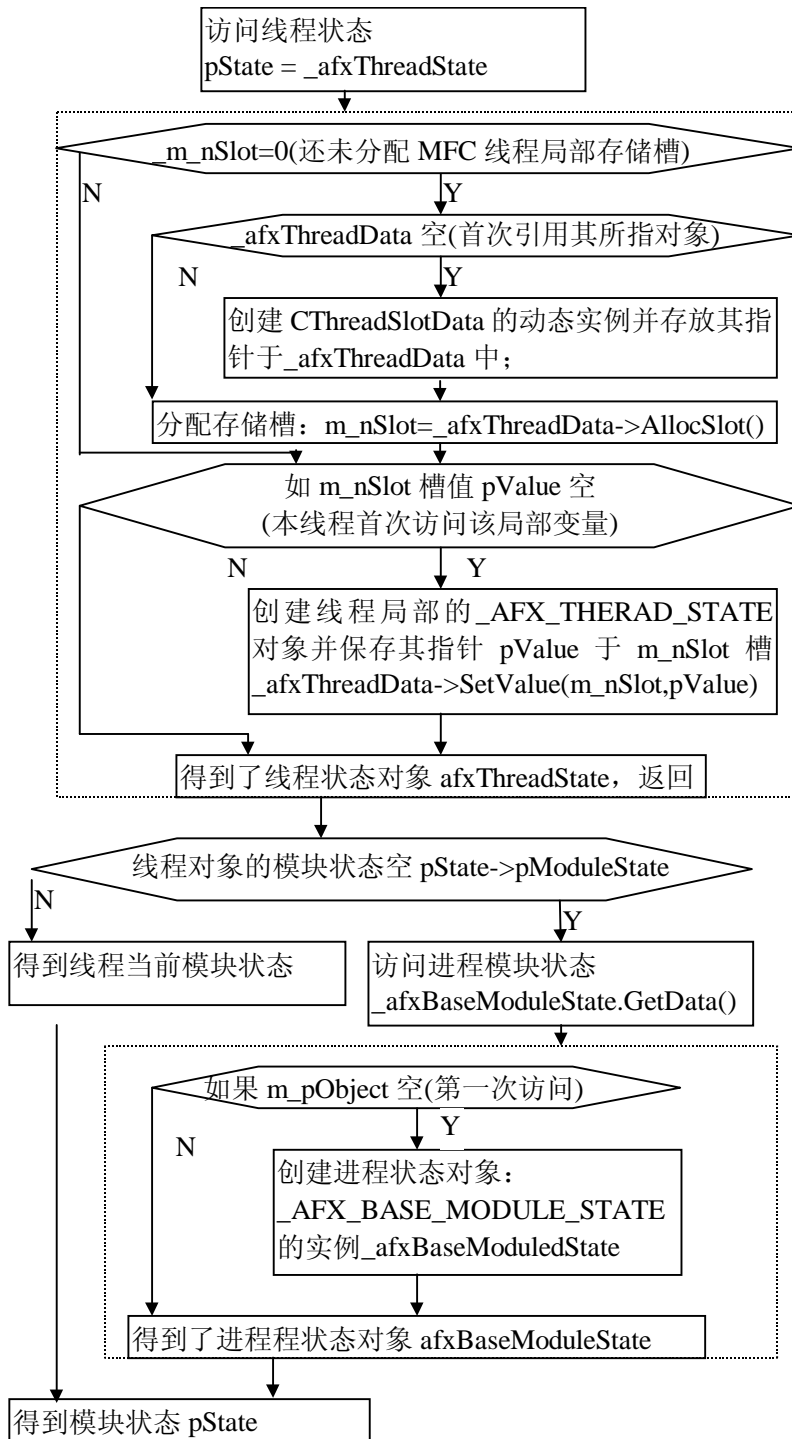 访问线程状态
pState = _afxThreadState
_m_nSlot=0(还未分配 MFC 线程局部存储槽)
N
Y
_afxThreadData 空(首次引用其所指对象)
N
Y
创建 CThreadSlotData 的动态实例并存放其指
针于_afxThreadData 中;
分配存储槽：m_nSlot=_afxThreadData->AllocSlot()
如 m_nSlot 槽值 pValue 空
(本线程首次访问该局部变量)
N
Y
创建线程局部的_AFX_THERAD_STATE
对象并保存其指针 pValue 于 m_nSlot 槽
_afxThreadData->SetValue(m_nSlot,pValue)
得到了线程状态对象 afxThreadState，返回
线程对象的模块状态空 pState->pModuleState
N
Y
得到线程当前模块状态
访问进程模块状态
_afxBaseModuleState.GetData()
如果 m_pObject 空(第一次访问)
Y
N
创建进程状态对象：
_AFX_BASE_MODULE_STATE
的实例_afxBaseModuledState
得到了进程程状态对象 afxBaseModuleState
得到模块状态 pState